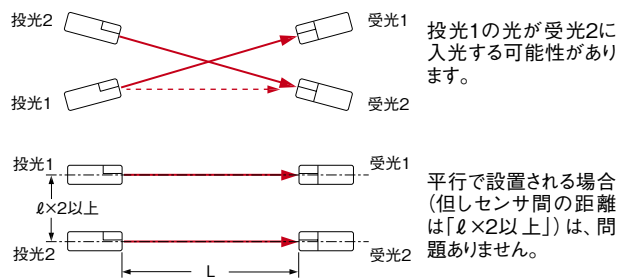 投光2
受光1
投光1
受光2
投光1の光が受光2に
入光する可能性があり
ます。
投光1
受光1
ℓ×2以上
投光2
受光2
L
平行で設置される場合
(但しセンサ間の距離
は「ℓ×2以上」)は、問
題ありません。